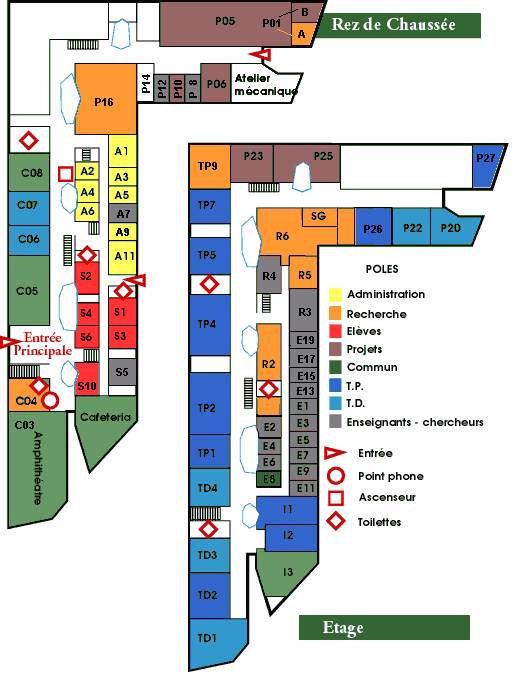 P05
P01
B
A
Rez de Chaussée
P14
P12
P10
P 8
P06
Atelier
mécanique
P16
A1
C08
A2
A3
C07
A4
A5
A6
A7
C06
A9
A11
C05
S2
S4
S1
S6
S3
Entrée
Principale
S10
S5
C04
C03
Cafeteria
Amphithéatre
TP9
P23
P25
P27
TP7
SG
R6
P26
P22
P20
TP5
R4
R5
TP4
R3
E19
R2
E17
E15
E13
TP2
E1
E2
E3
E4
E5
TP1
E6
E7
E8
E9
TD4
E11
I1
I2
TD3
I3
TD2
TD1
POLES
Administration
Recherche
Elèves
Projets
Commun
T.P.
T.D.
Enseignants - chercheurs
Entrée
Point phone
Ascenseur
Toilettes
Etage